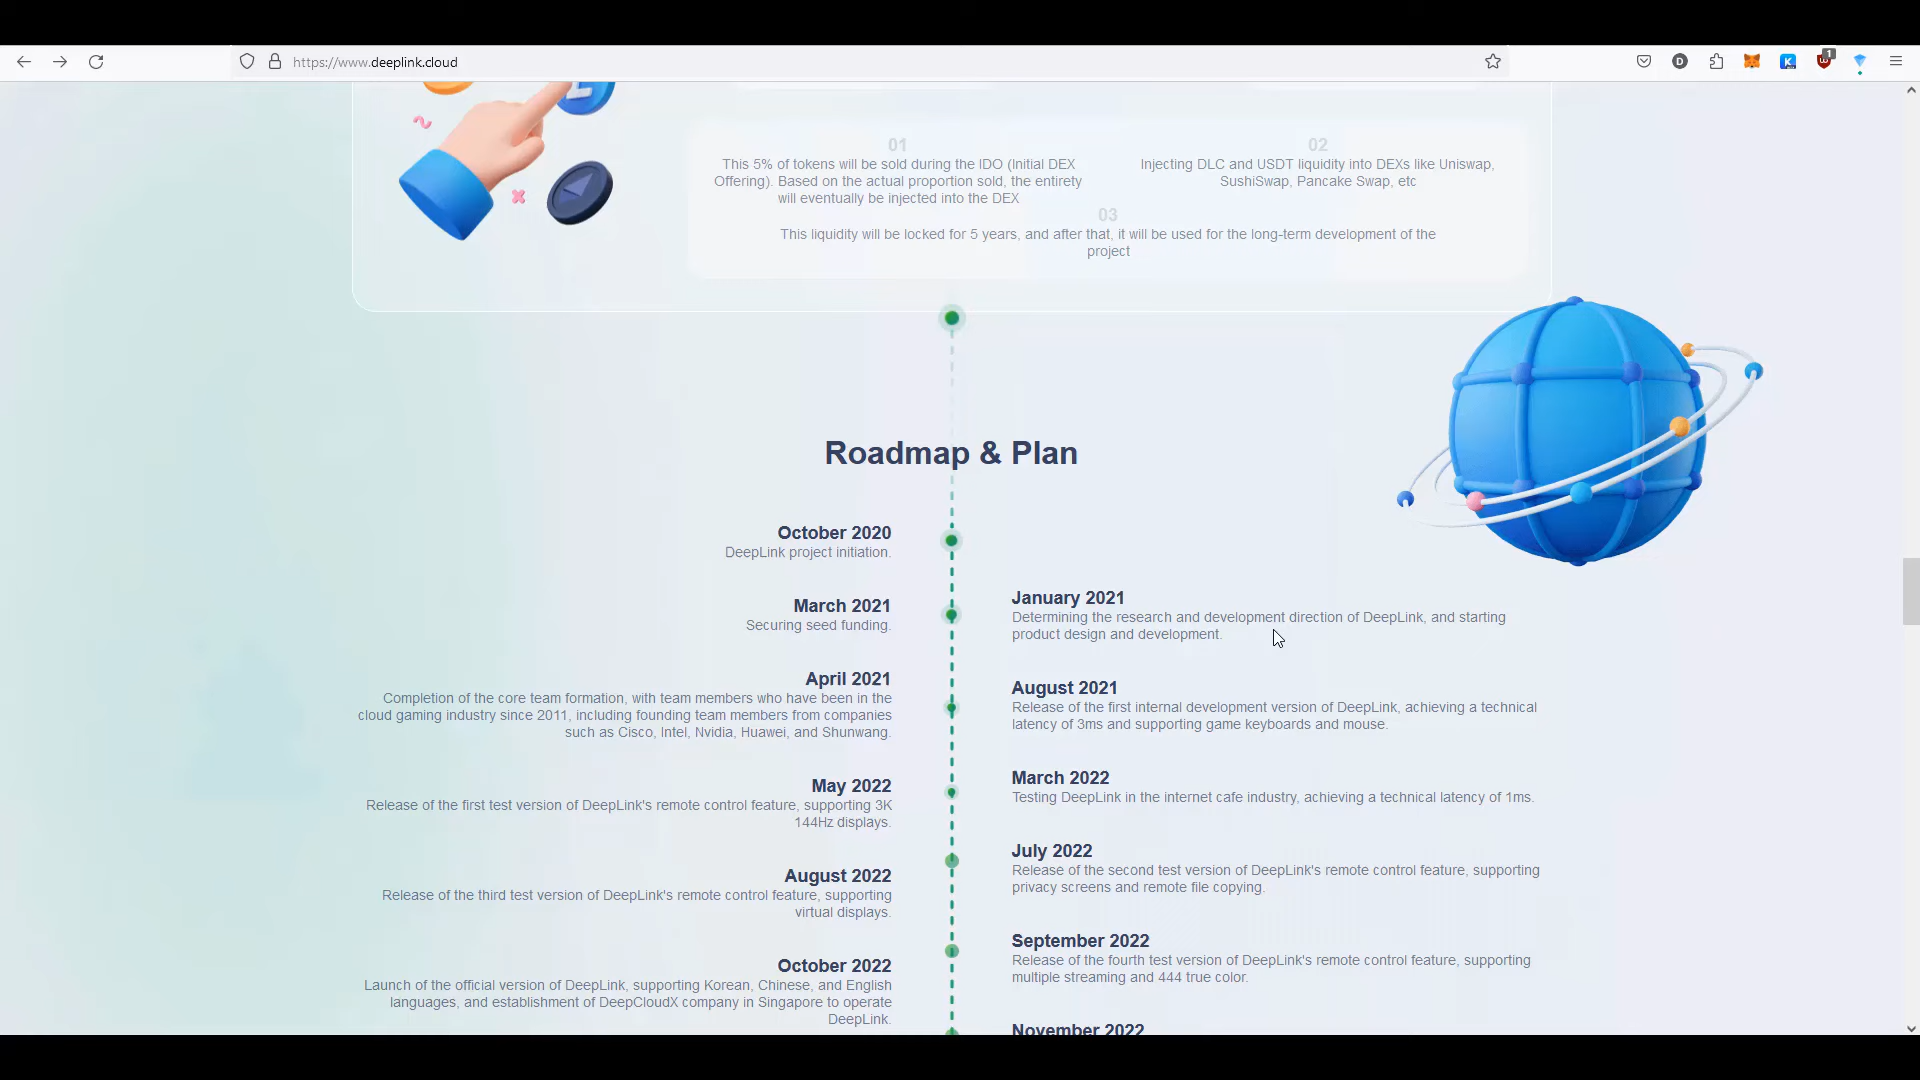 https://www.deeplink.cloud
1
01
This 5% of tokens will be sold during the IDO (Initial DEX
Offering). Based on the actual proportion sold, the entirety
will eventually be injected into the DEX
02
Injecting DLC and USDT liquidity into DEXs like Uniswap,
SushiSwap, Pancake Swap, etc
03
This liquidity will be locked for 5 years, and after that, it will be used for the long-term development of the
project
Roadmap & Plan
October 2020
DeepLink project initiation.
January 2021
Determining the research and development direction of DeepLink, and starting
product design and development.
March 2021
Securing seed funding.
April 2021
Completion of the core team formation, with team members who have been in the
cloud gaming industry since 2011, including founding team members from companies
such as Cisco, Intel, Nvidia, Huawei, and Shunwang.
August 2021
Release of the first internal development version of DeepLink, achieving a technical
latency of 3ms and supporting game keyboards and mouse.
March 2022
Testing DeepLink in the internet cafe industry, achieving a technical latency of 1ms.
May 2022
Release of the first test version of DeepLink's remote control feature, supporting 3K
144Hz displays.
July 2022
Release of the second test version of DeepLink's remote control feature, supporting
privacy screens and remote file copying.
August 2022
Release of the third test version of DeepLink's remote control feature, supporting
virtual displays.
September 2022
Release of the fourth test version of DeepLink's remote control feature, supporting
multiple streaming and 444 true color.
October 2022
Launch of the official version of DeepLink, supporting Korean, Chinese, and English
languages, and establishment of DeepCloudX company in Singapore to operate
DeepLink.
November 2022